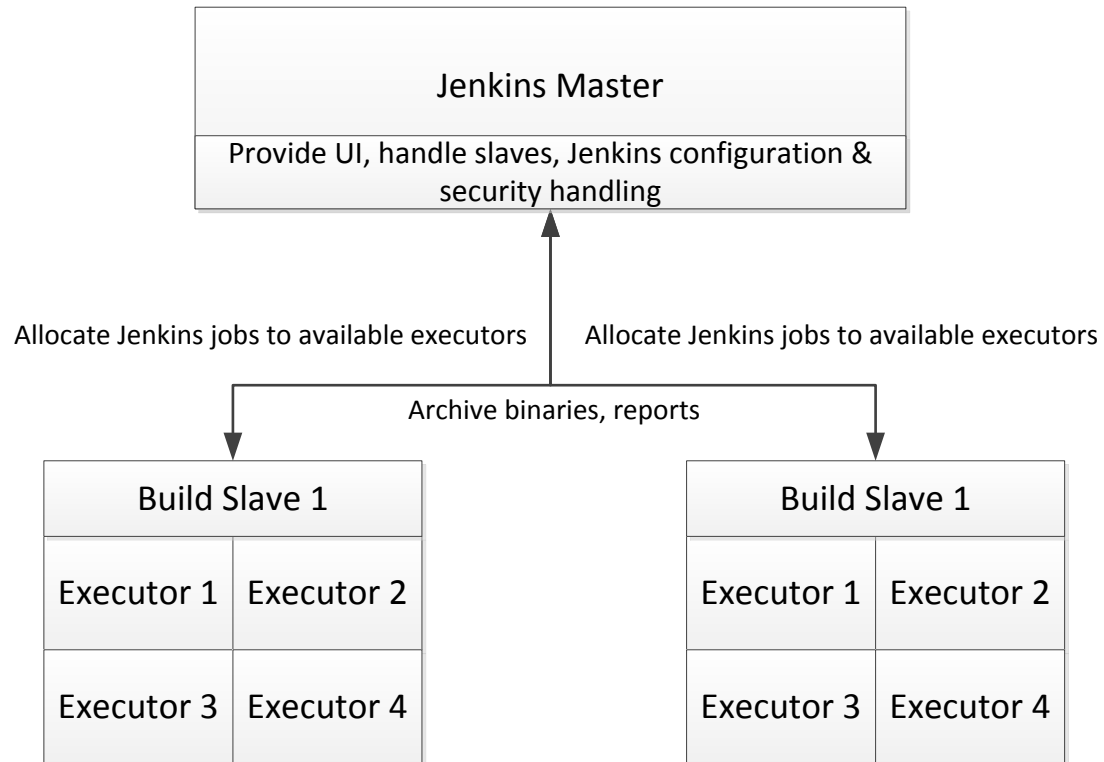 Jenkins Master
Provide UI, handle slaves, Jenkins configuration &
security handling
Allocate Jenkins jobs to available executors
Allocate Jenkins jobs to available executors
Archive binaries, reports
Build Slave 1
Executor 1
Executor 2
Executor 3
Executor 4
Build Slave 1
Executor 1
Executor 2
Executor 3
Executor 4